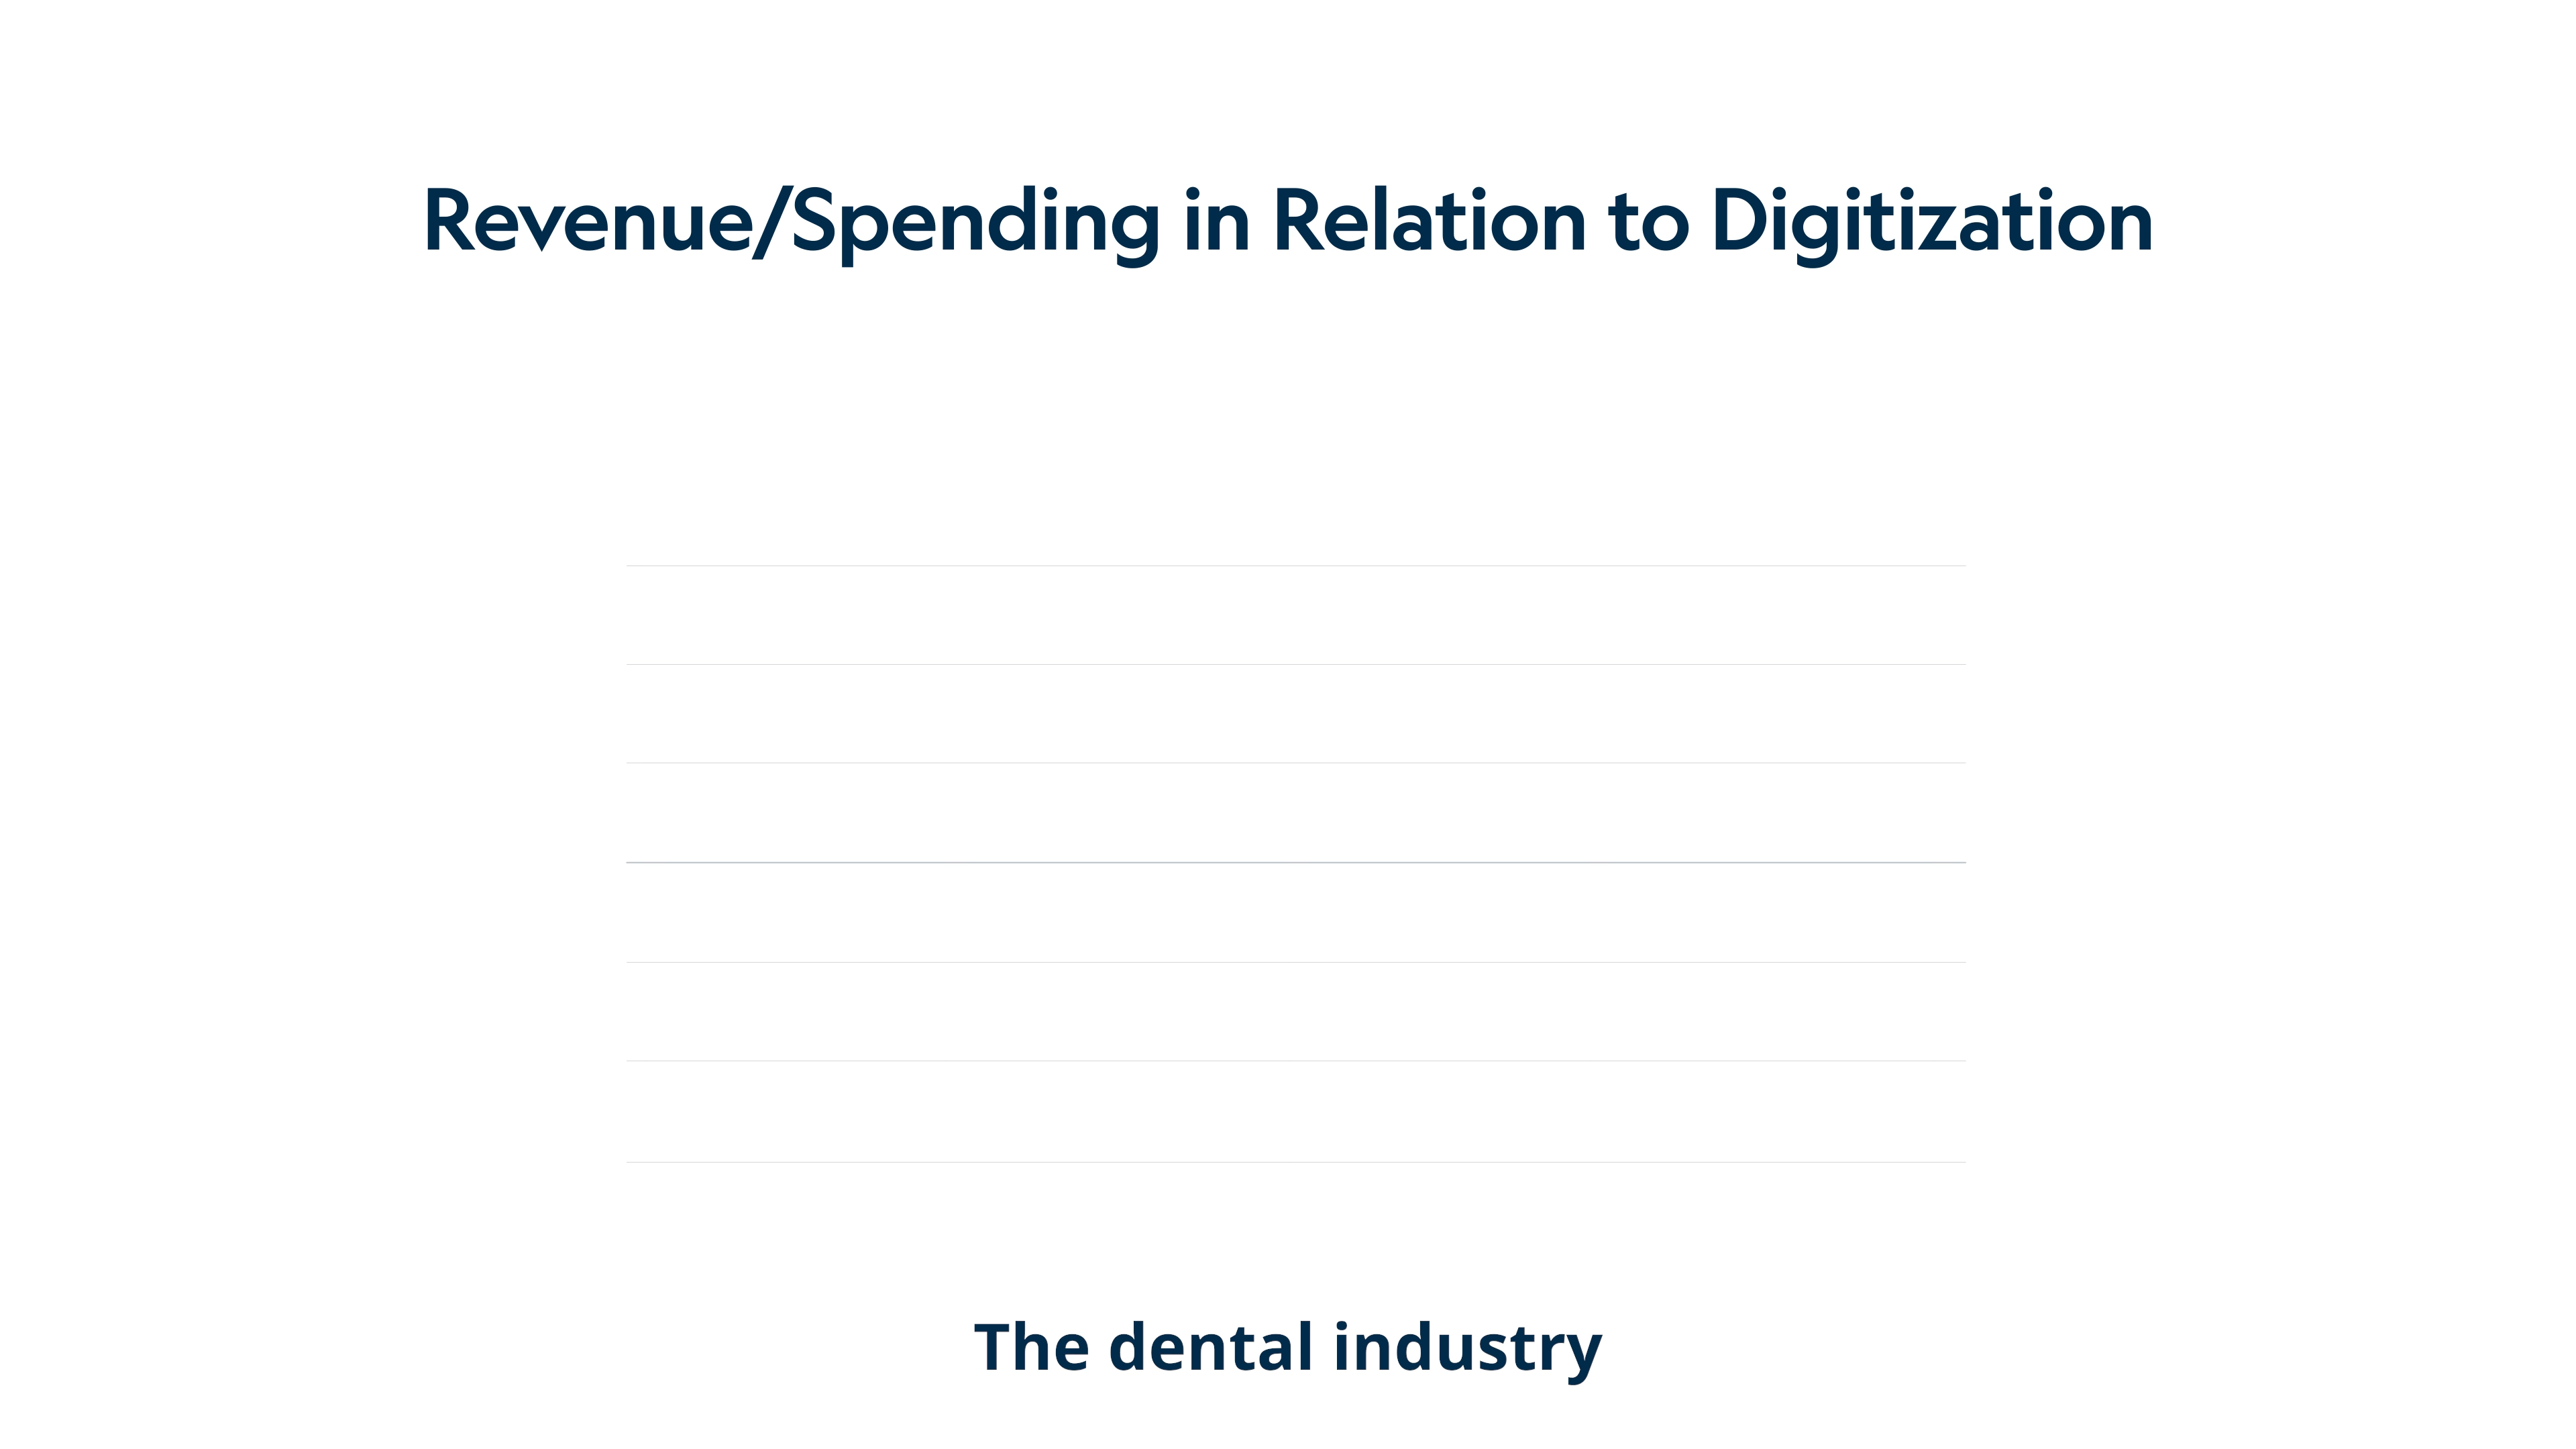 Revenue/Spending in Relation to Digitization
The dental industry